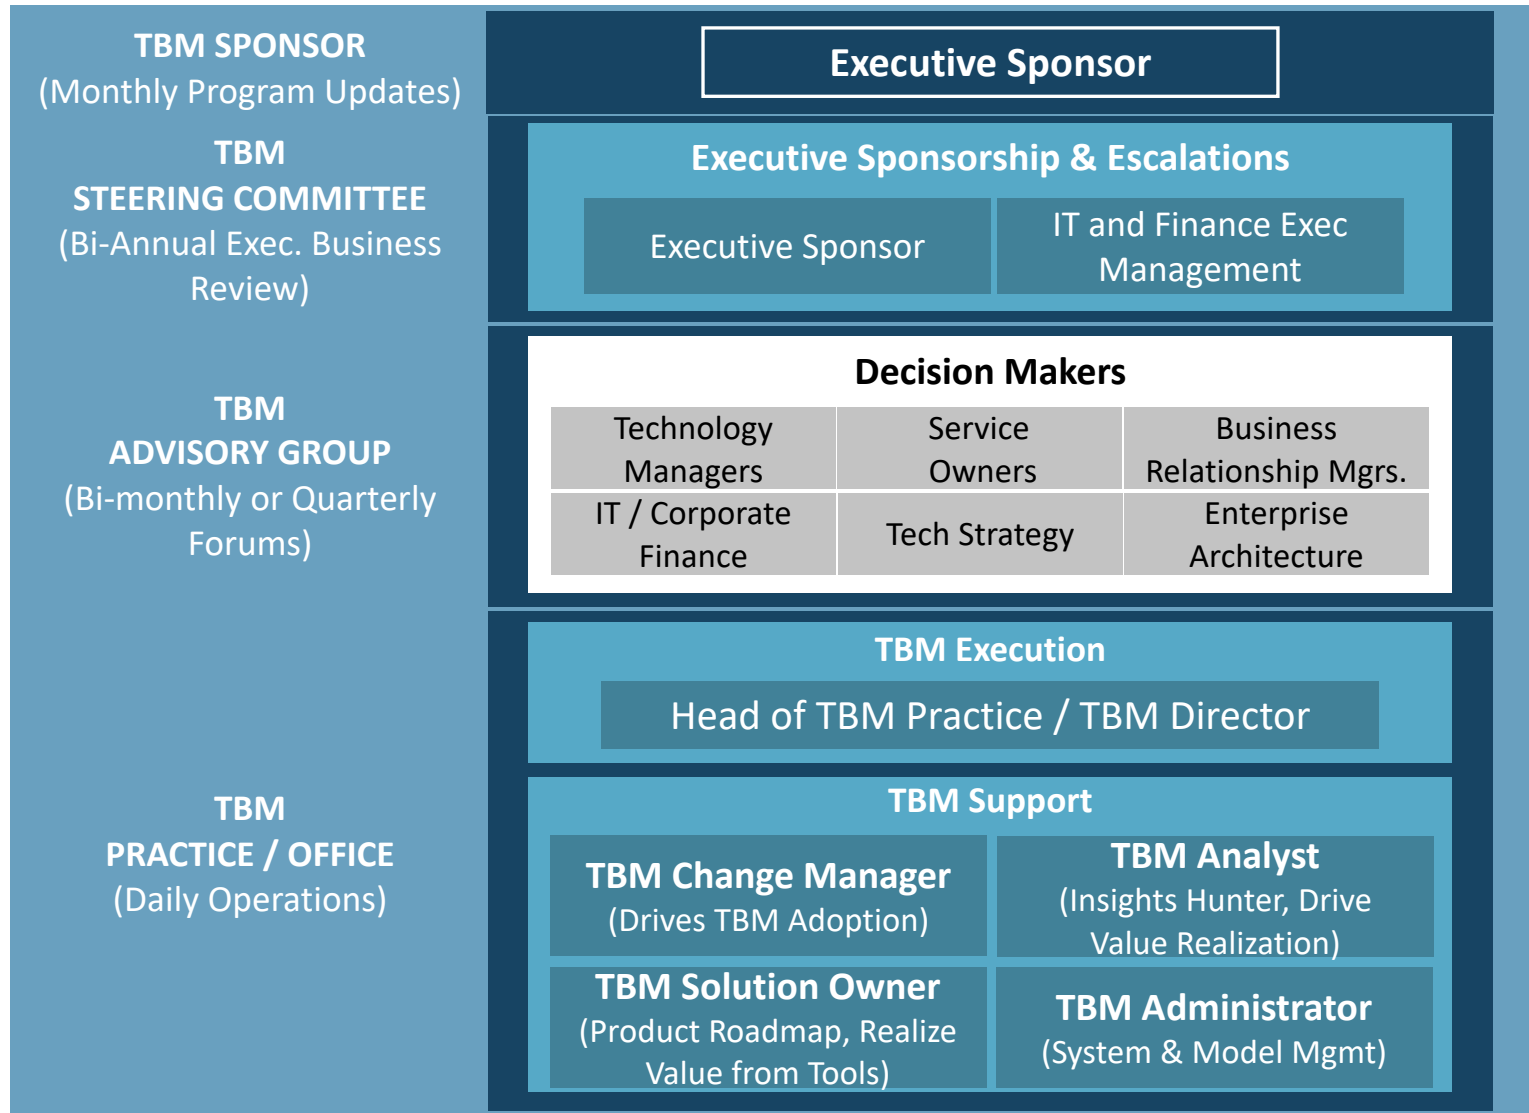 TBM SPONSOR
(Monthly Program Updates)
Executive Sponsor
TBM
STEERING COMMITTEE
(Bi-Annual Exec. Business
Review)
Executive Sponsorship & Escalations
Executive Sponsor
IT and Finance Exec
Management
TBM
ADVISORY GROUP
(Bi-monthly or Quarterly
Forums)
Decision Makers
Technology
Managers
Service
Owners
Business
Relationship Mgrs.
IT / Corporate
Finance
Tech Strategy
Enterprise
Architecture
TBM
PRACTICE / OFFICE
(Daily Operations)
TBM Execution
Head of TBM Practice / TBM Director
TBM Support
TBM Change Manager
(Drives TBM Adoption)
TBM Analyst
(Insights Hunter, Drive
Value Realization)
TBM Solution Owner
(Product Roadmap, Realize
Value from Tools)
TBM Administrator
(System & Model Mgmt)